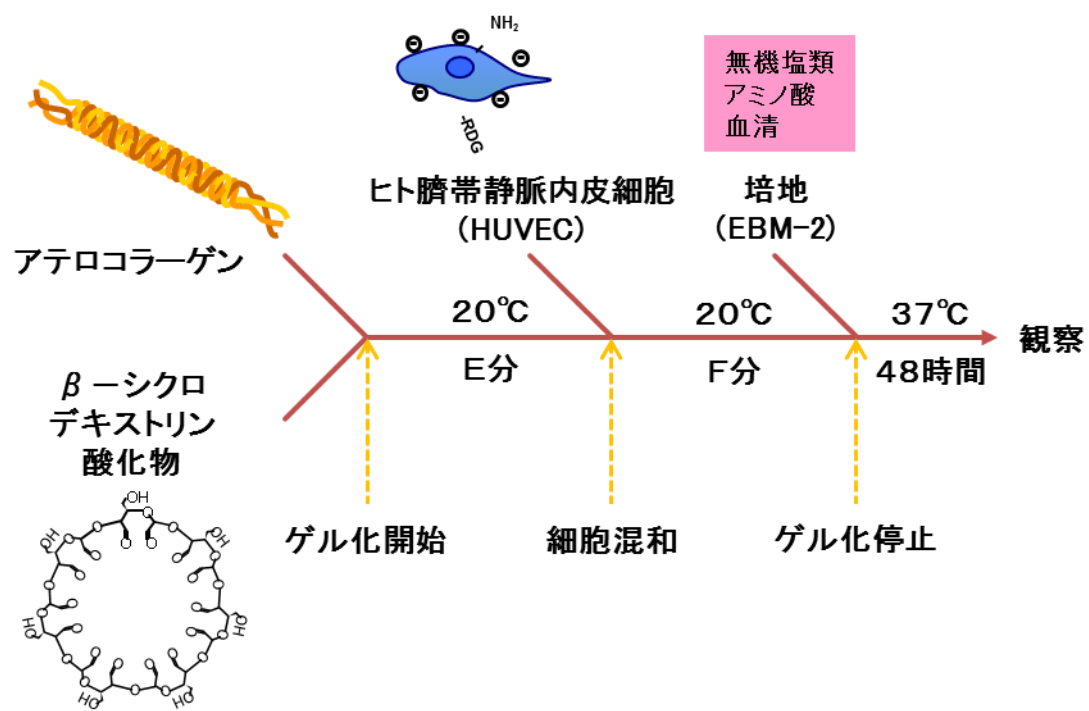 NH₂
-RDG
無機塩類
アミノ酸
血清
アテロコラーゲン
ヒト臍帯静脈内皮細胞
(HUVEC)
培地
(EBM-2)
20℃
20℃
37℃
観察
E分
F分
48時間
β－シクロ
デキストリン
酸化物
ゲル化開始
細胞混和
ゲル化停止
OH
OH
OH
HO
OH
HO
HO